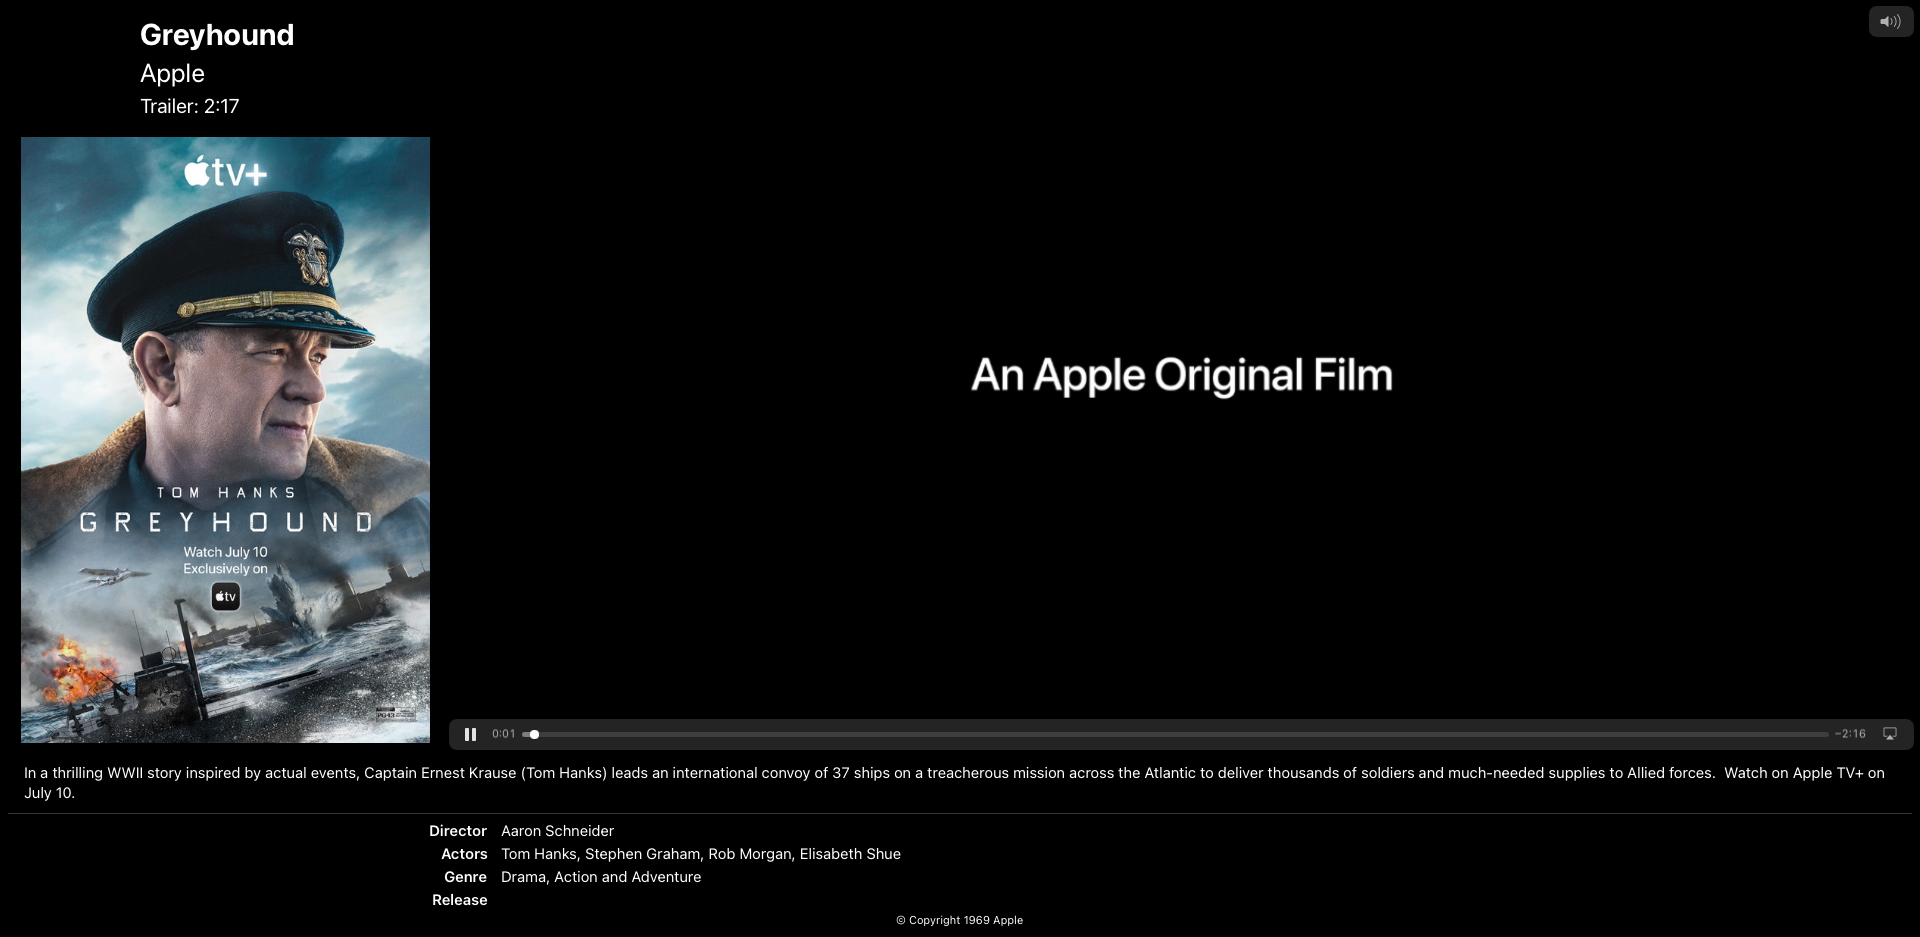 Greyhound
Apple
Trailer: 2:17
tv+
TOM HANKS
GREYHOUND
Watch July 10
Exclusively on
tv
PG-13
An Apple Original Film
0:01
-2:16
In a thrilling WWII story inspired by actual events, Captain Ernest Krause (Tom Hanks) leads an international convoy of 37 ships on a treacherous mission across the Atlantic to deliver thousands of soldiers and much-needed supplies to Allied forces.  Watch on Apple TV+ on
July 10.
Director Aaron Schneider
Actors Tom Hanks, Stephen Graham, Rob Morgan, Elisabeth Shue
Genre Drama, Action and Adventure
Release
© Copyright 1969 Apple